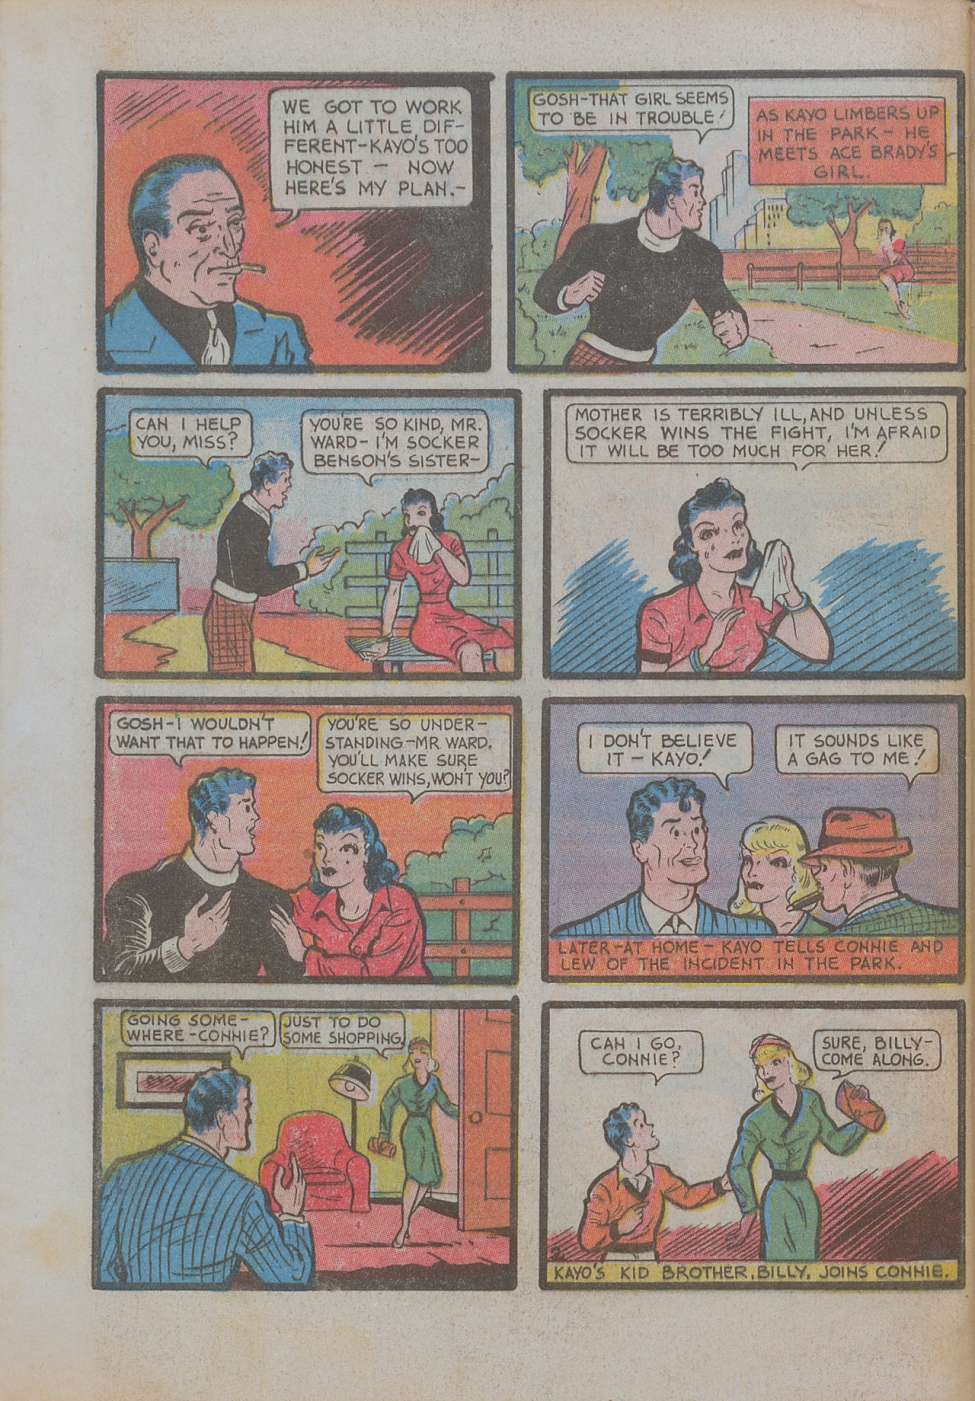 WE GOT TO WORK
HIM A LITTLE DIF-
FERENT-KAYO'S TOO
HONEST - NOW
HERE'S MY PLAN.-
GOSH-THAT GIRL SEEMS
TO BE IN TROUBLE!
AS KAYO LIMBERS UP
IN THE PARK - HE
MEETS ACE BRADY'S
GIRL.
CAN I HELP
YOU, MISS?
YOU'RE SO KIND, MR.
WARD-I'M SOCKER
BENSON'S SISTER-
MOTHER IS TERRIBLY ILL, AND UNLESS
SOCKER WINS THE FIGHT, I'M AFRAID
IT WILL BE TOO MUCH FOR HER!
GOSH-I WOULDN'T
WANT THAT TO HAPPEN!
YOU'RE SO UNDER-
STANDING-MR WARD.
YOU'LL MAKE SURE
SOCKER WINS, WON'T YOU?
I DON'T BELIEVE
IT - KAYO!
IT SOUNDS LIKE
A GAG TO ME!
LATER-AT HOME- KAYO TELLS CONNIE AND
LEW OF THE INCIDENT IN THE PARK.
GOING SOME-
WHERE-CONNIE?
JUST TO DO
SOME SHOPPING
CAN I GO,
CONNIE?
SURE, BILLY-
COME ALONG.
KAYO'S KID BROTHER, BILLY, JOINS CONNIE.